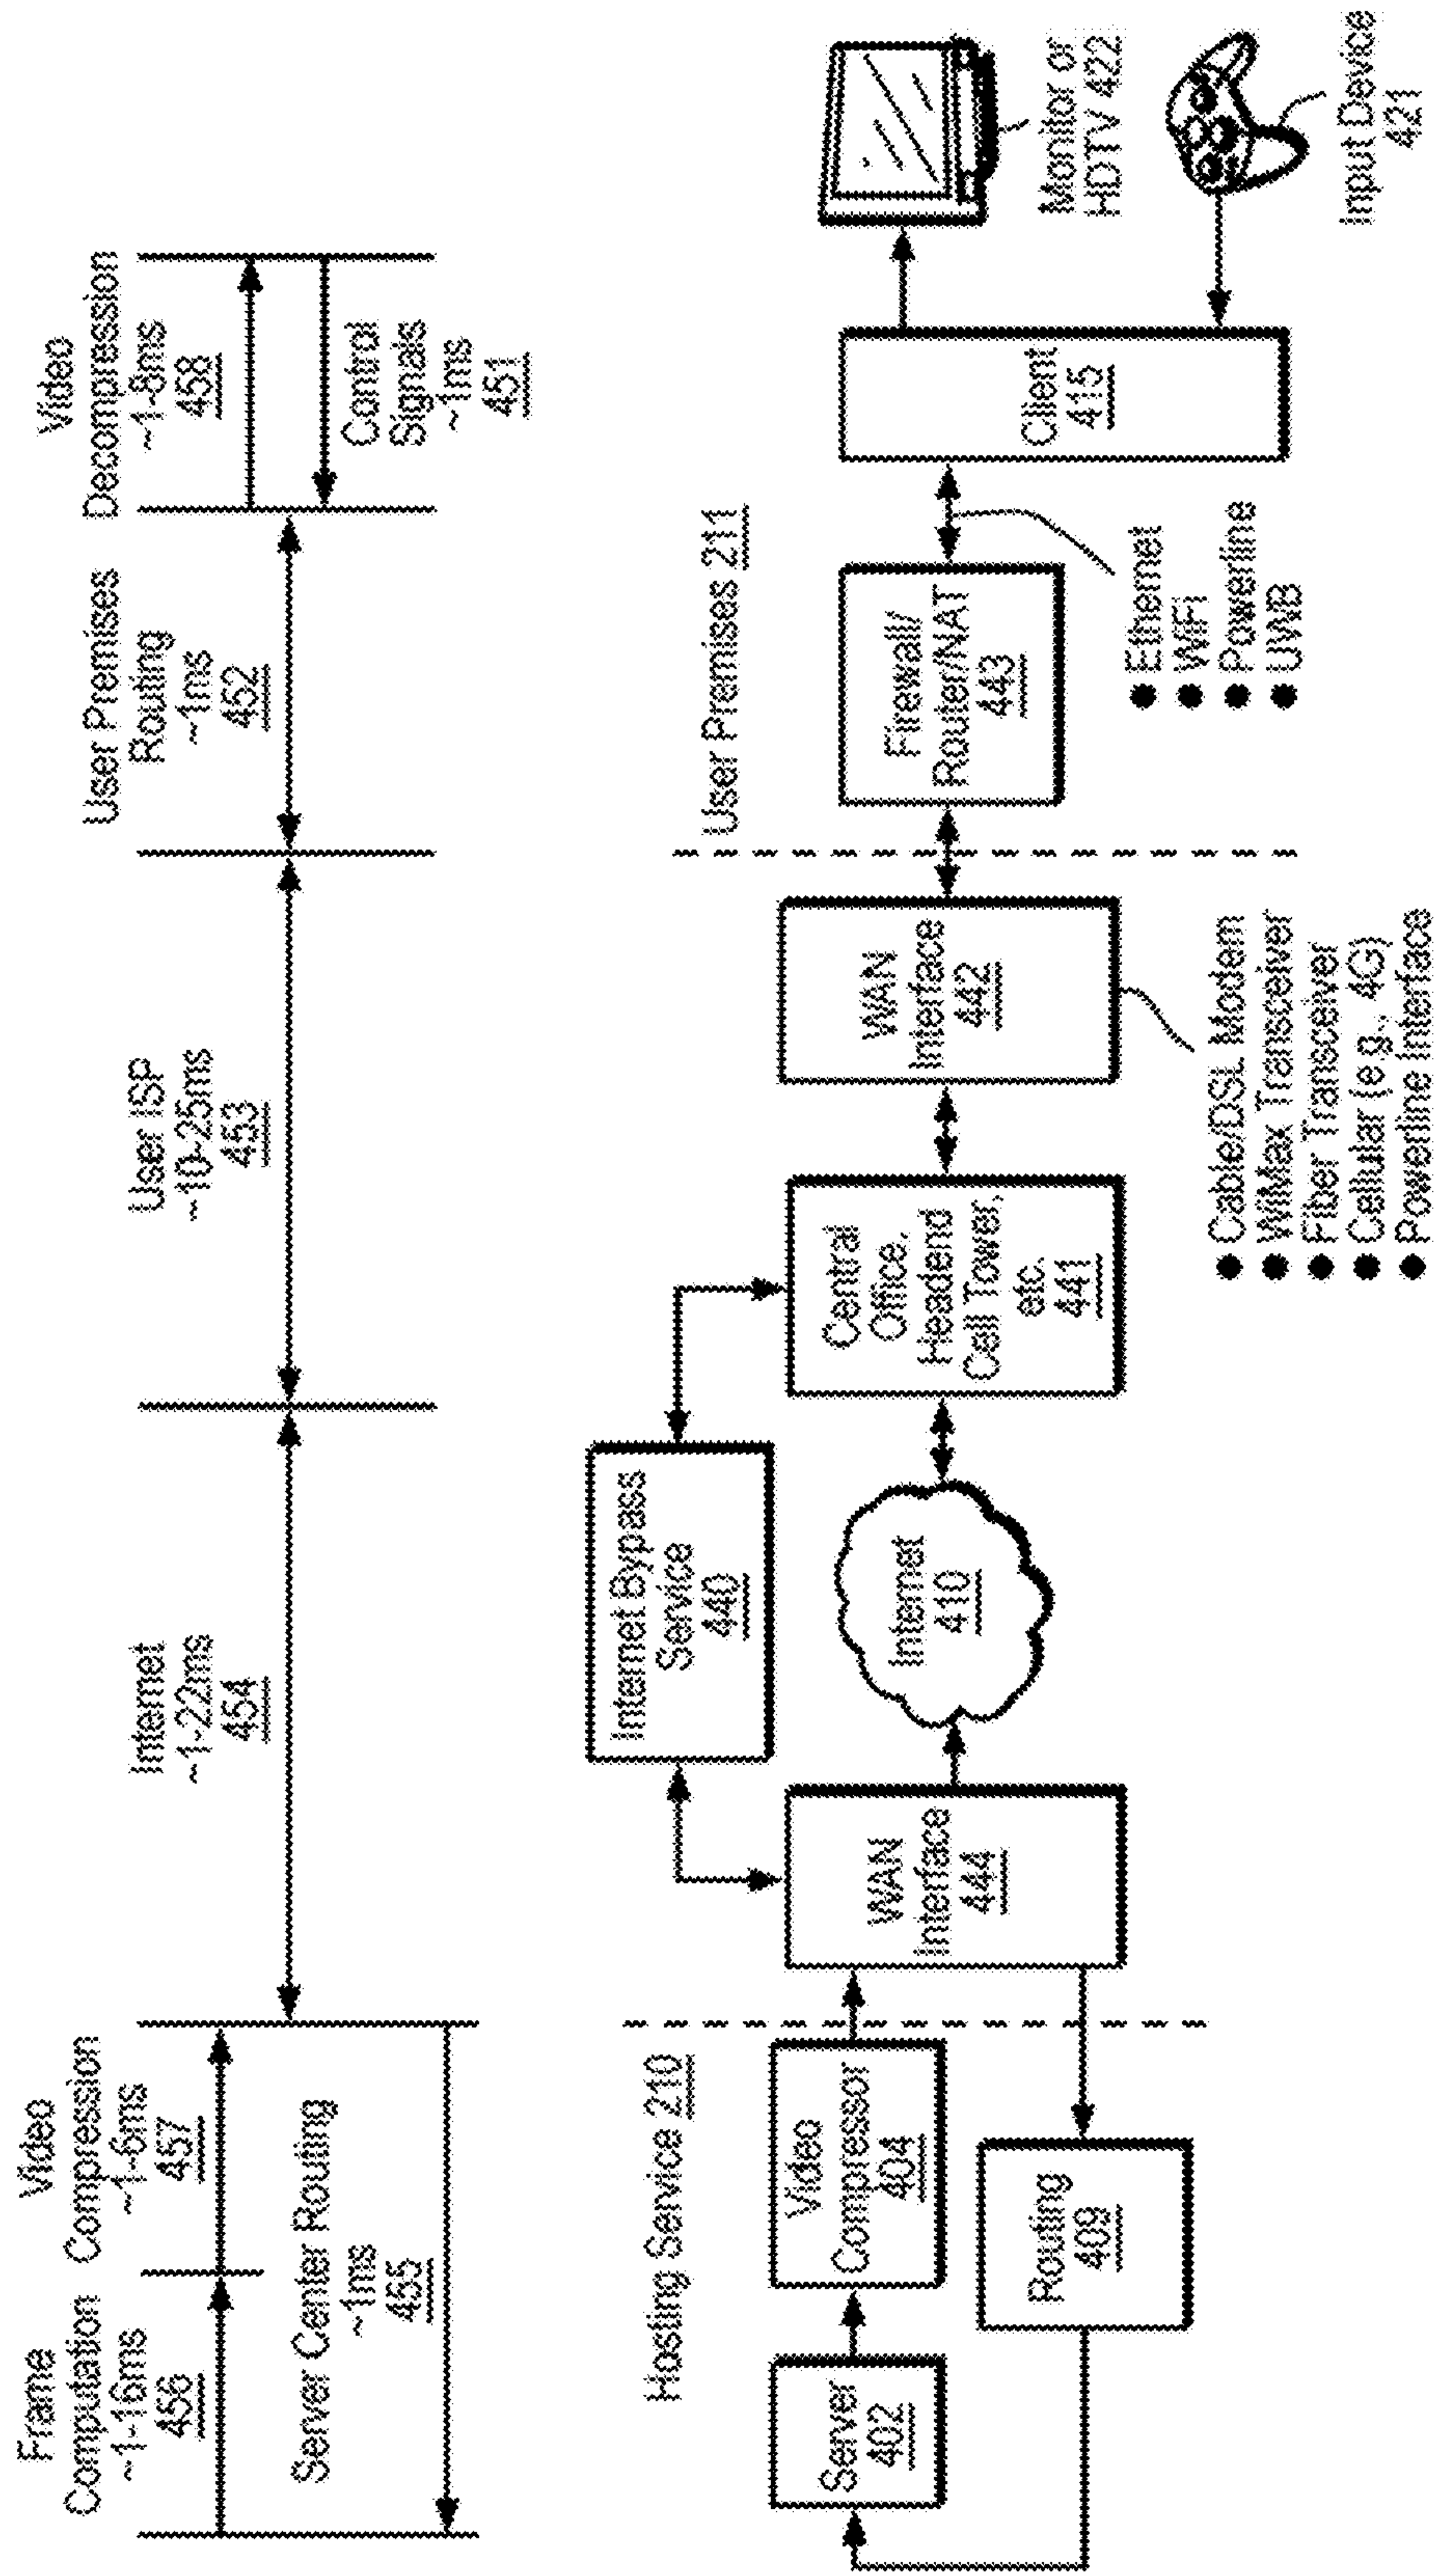 Frame
Computation
~1-16ms
456
Video
Compression
~1-6ms
457
Server Center Routing
~1ms
455
Internet
~1-22ms
454
User ISP
~10-25ms
453
User Premises
Routing
~1ms
452
Video
Decompression
~1-8ms
458
Control
Signals
~1ms
451
Hosting Service 210
Server
402
Video
Compressor
404
Routing
409
WAN
Interface
444
Internet Bypass
Service
440
Internet
410
Central
Office,
Headend
Cell Tower,
etc.
441
WAN
Interface
442
● Cable/DSL Modem
● WiMax Transceiver
● Fiber Transceiver
● Cellular (e.g., 4G)
● Powerline Interface
User Premises 211
Firewall/
Router/NAT
443
● Ethernet
● WiFi
● Powerline
● UWB
Client
415
Monitor or
HDTV 422
Input Device
421